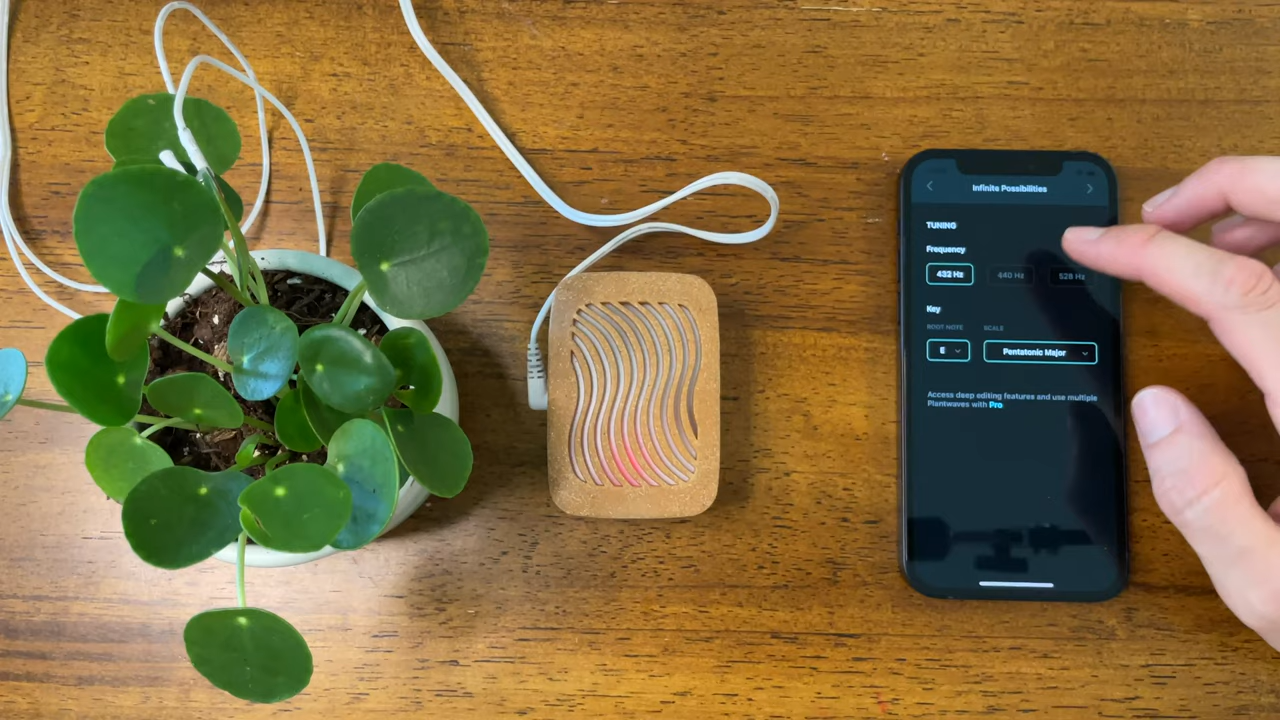 Infinite Possibilities
TUNING
Frequency
432 Hz 440 Hz 528 Hz
Key
ROOT NOTE SCALE
E Pentatonic Major
Access deep editing features and use multiple
Plantwaves with Pro